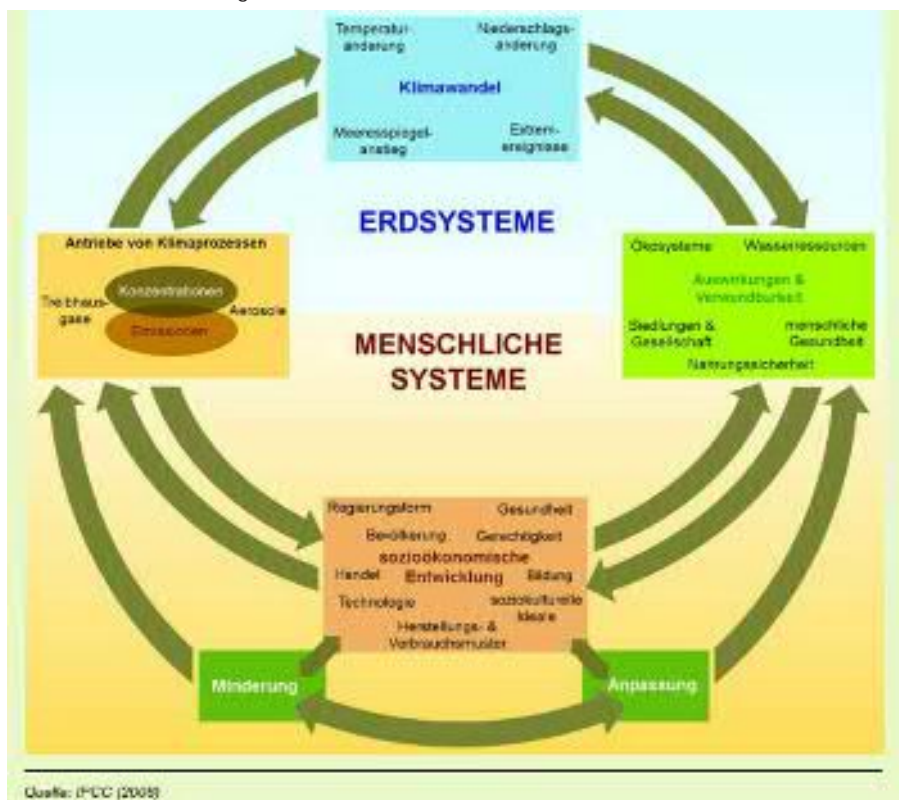 Temperatur-
änderung
Niederschlags-
änderung
Klimawandel
Meeresspiegel-
anstieg
Extrem-
ereignisse
ERDSYSTEME
Antriebe von Klimaprozessen
Konzentrationen
Treibhaus-
gase
Aerosole
Emissionen
Ökosysteme
Wasserressourcen
Auswirkungen &
Verwundbarkeit
Siedlungen &
Gesellschaft
menschliche
Gesundheit
Nahrungssicherheit
MENSCHLICHE
SYSTEME
Regierungsform
Gesundheit
Bevölkerung
Gerechtigkeit
sozioökonomische
Handel
Entwicklung
Bildung
Technologie
soziokulturelle
Ideale
Herstellungs- &
Verbrauchsmuster
Minderung
Anpassung
Quelle: IPCC (2008)